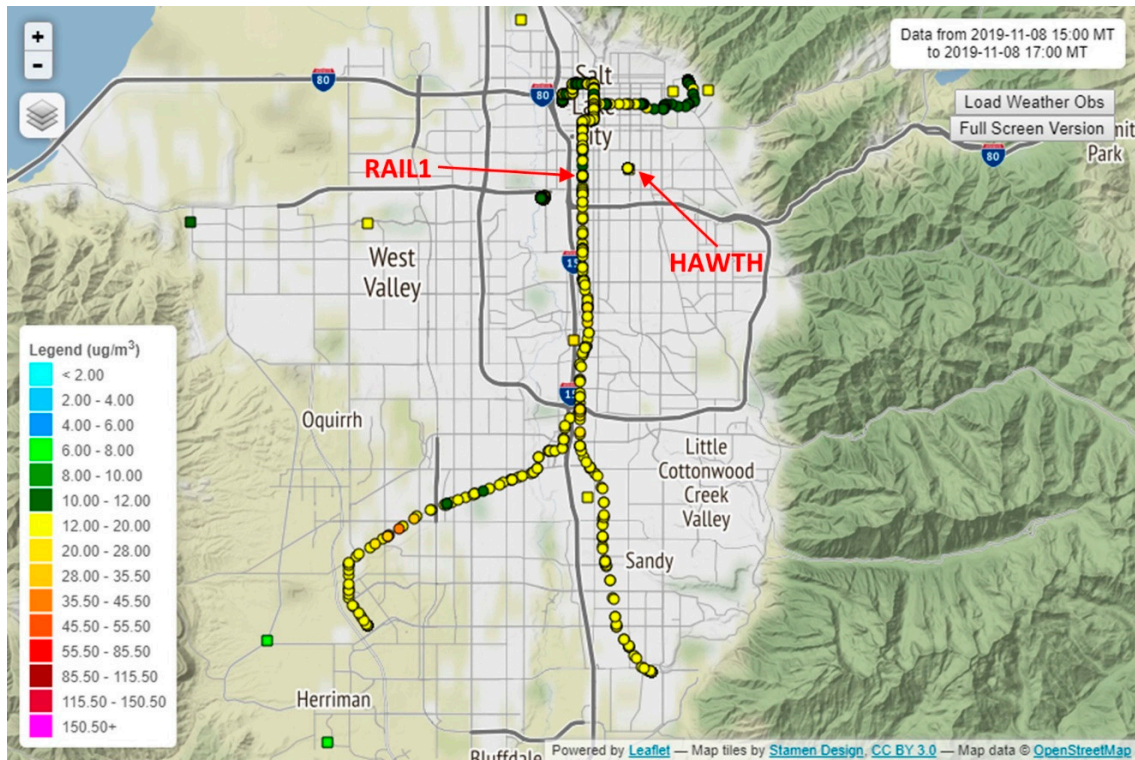 +
-
Data from 2019-11-08 15:00 MT
to 2019-11-08 17:00 MT
Load Weather Obs
Full Screen Version
80
80
80
Salt
Lake
City
Park
RAIL1
HAWTH
West
Valley
15
15
Oquirrh
Little
Cottonwood
Creek
Valley
Sandy
Herriman
Bluffdale
Legend (ug/m3)
< 2.00
2.00 - 4.00
4.00 - 6.00
6.00 - 8.00
8.00 - 10.00
10.00 - 12.00
12.00 - 20.00
20.00 - 28.00
28.00 - 35.50
35.50 - 45.50
45.50 - 55.50
55.50 - 85.50
85.50 - 115.50
115.50 - 150.50
150.50+
Powered by Leaflet — Map tiles by Stamen Design, CC BY 3.0 — Map data © OpenStreetMap